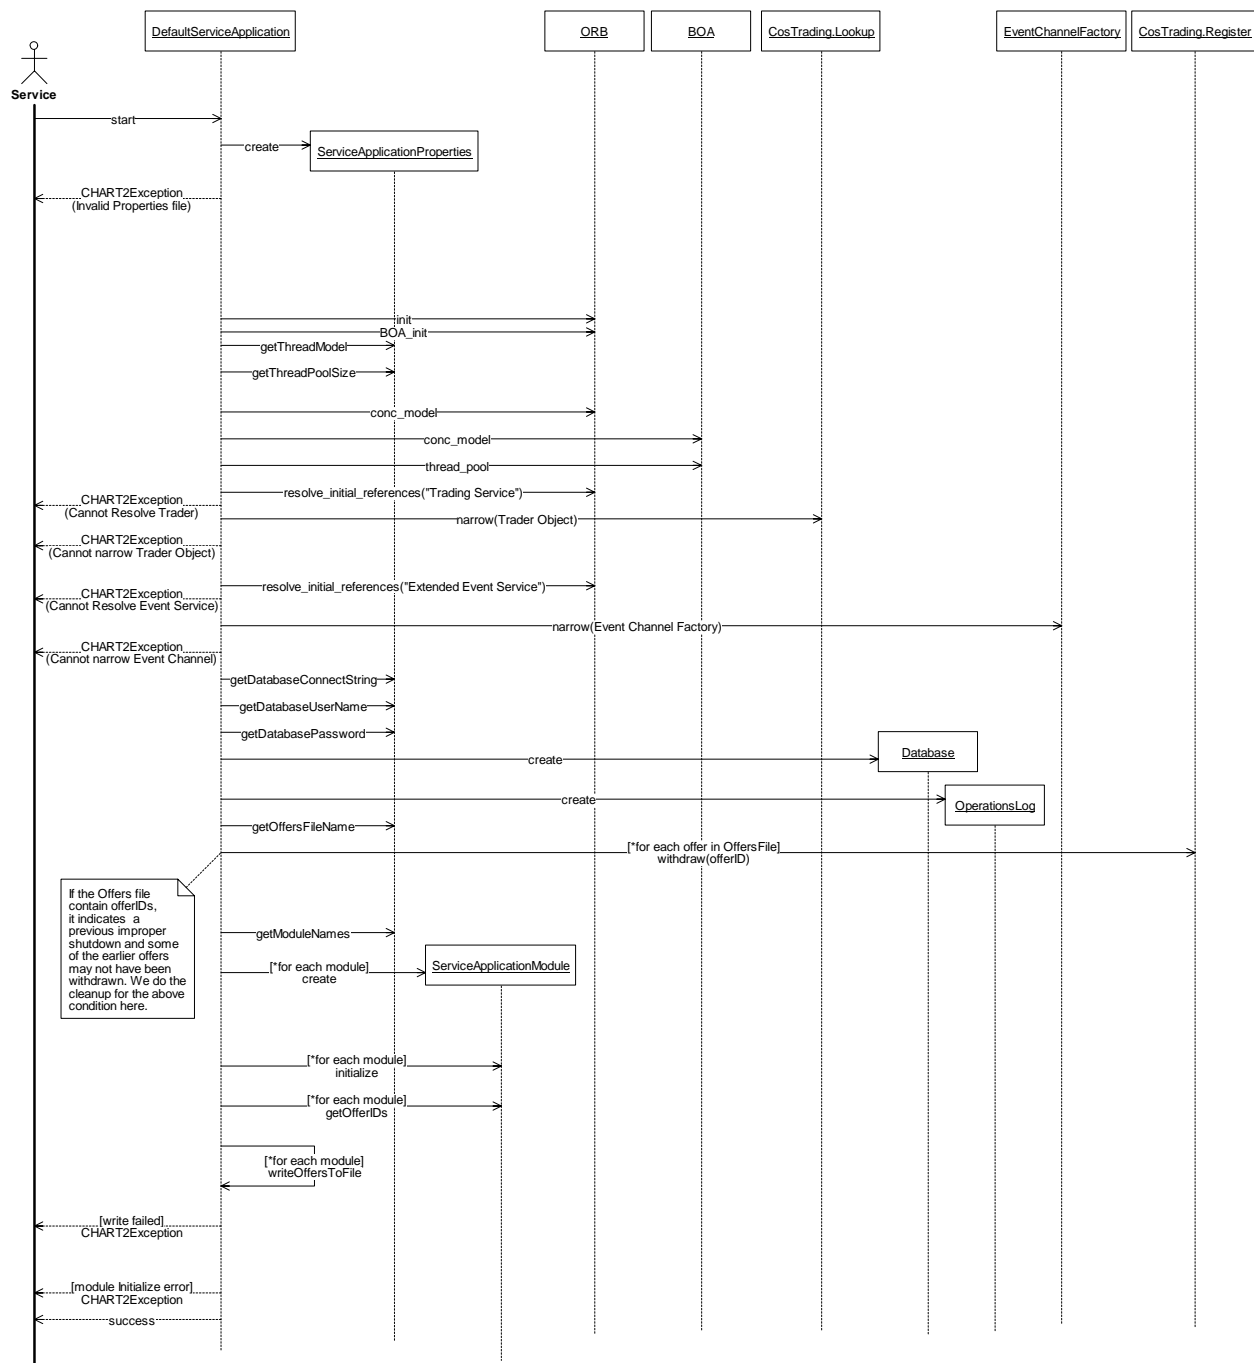 DefaultServiceApplication
ORB
BOA
CosTrading.Lookup
EventChannelFactory
CosTrading.Register
Service
start
create
ServiceApplicationProperties
CHART2Exception
(Invalid Properties file)
init
BOA_init
getThreadModel
getThreadPoolSize
conc_model
conc_model
thread_pool
resolve_initial_references("Trading Service")
CHART2Exception
(Cannot Resolve Trader)
narrow(Trader Object)
CHART2Exception
(Cannot narrow Trader Object)
resolve_initial_references("Extended Event Service")
CHART2Exception
(Cannot Resolve Event Service)
narrow(Event Channel Factory)
CHART2Exception
(Cannot narrow Event Channel)
getDatabaseConnectString
getDatabaseUserName
getDatabasePassword
create
Database
create
OperationsLog
getOffersFileName
[*for each offer in OffersFile]
withdraw(offerID)
If the Offers file
contain offerIDs,
it indicates  a
previous improper
shutdown and some
of the earlier offers
may not have been
withdrawn. We do the
cleanup for the above
condition here.
getModuleNames
[*for each module]
create
ServiceApplicationModule
[*for each module]
initialize
[*for each module]
getOfferIDs
[*for each module]
writeOffersToFile
[write failed]
CHART2Exception
[module Initialize error]
CHART2Exception
success